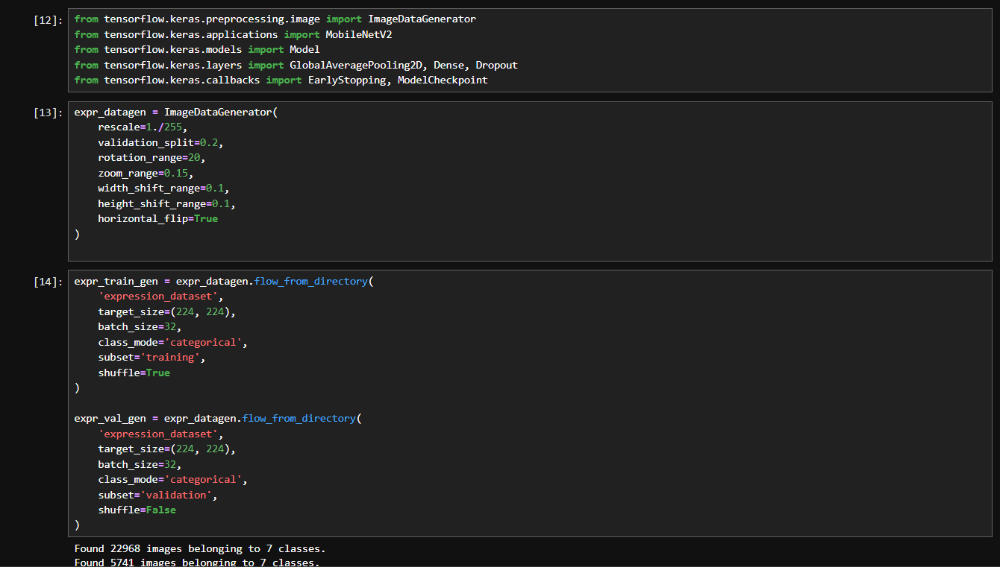 [12]:
from tensorflow.keras.preprocessing.image import ImageDataGenerator
from tensorflow.keras.applications import MobileNetV2
from tensorflow.keras.models import Model
from tensorflow.keras.layers import GlobalAveragePooling2D, Dense, Dropout
from tensorflow.keras.callbacks import EarlyStopping, ModelCheckpoint
[13]:
expr_datagen = ImageDataGenerator(
    rescale=1./255,
    validation_split=0.2,
    rotation_range=20,
    zoom_range=0.15,
    width_shift_range=0.1,
    height_shift_range=0.1,
    horizontal_flip=True
)
[14]:
expr_train_gen = expr_datagen.flow_from_directory(
    'expression_dataset',
    target_size=(224, 224),
    batch_size=32,
    class_mode='categorical',
    subset='training',
    shuffle=True
)
expr_val_gen = expr_datagen.flow_from_directory(
    'expression_dataset',
    target_size=(224, 224),
    batch_size=32,
    class_mode='categorical',
    subset='validation',
    shuffle=False
)
Found 22968 images belonging to 7 classes.
Found 5741 images belonging to 7 classes.